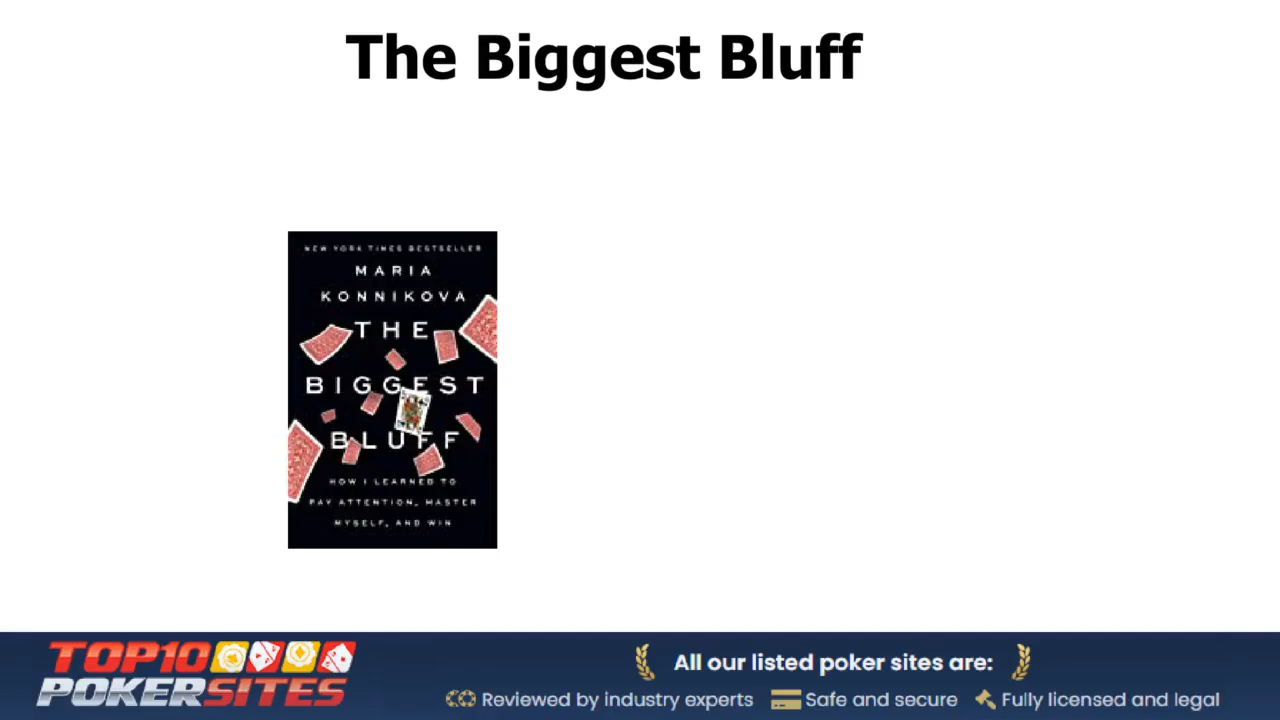 The Biggest Bluff
NEW YORK TIMES BESTSELLER
MARIA
KONNIKOVA
THE
BIGGEST
BLUFF
HOW I LEARNED TO
PAY ATTENTION, MASTER
MYSELF, AND WIN
TOP10
POKERSITES
All our listed poker sites are:
Reviewed by industry experts Safe and secure Fully licensed and legal